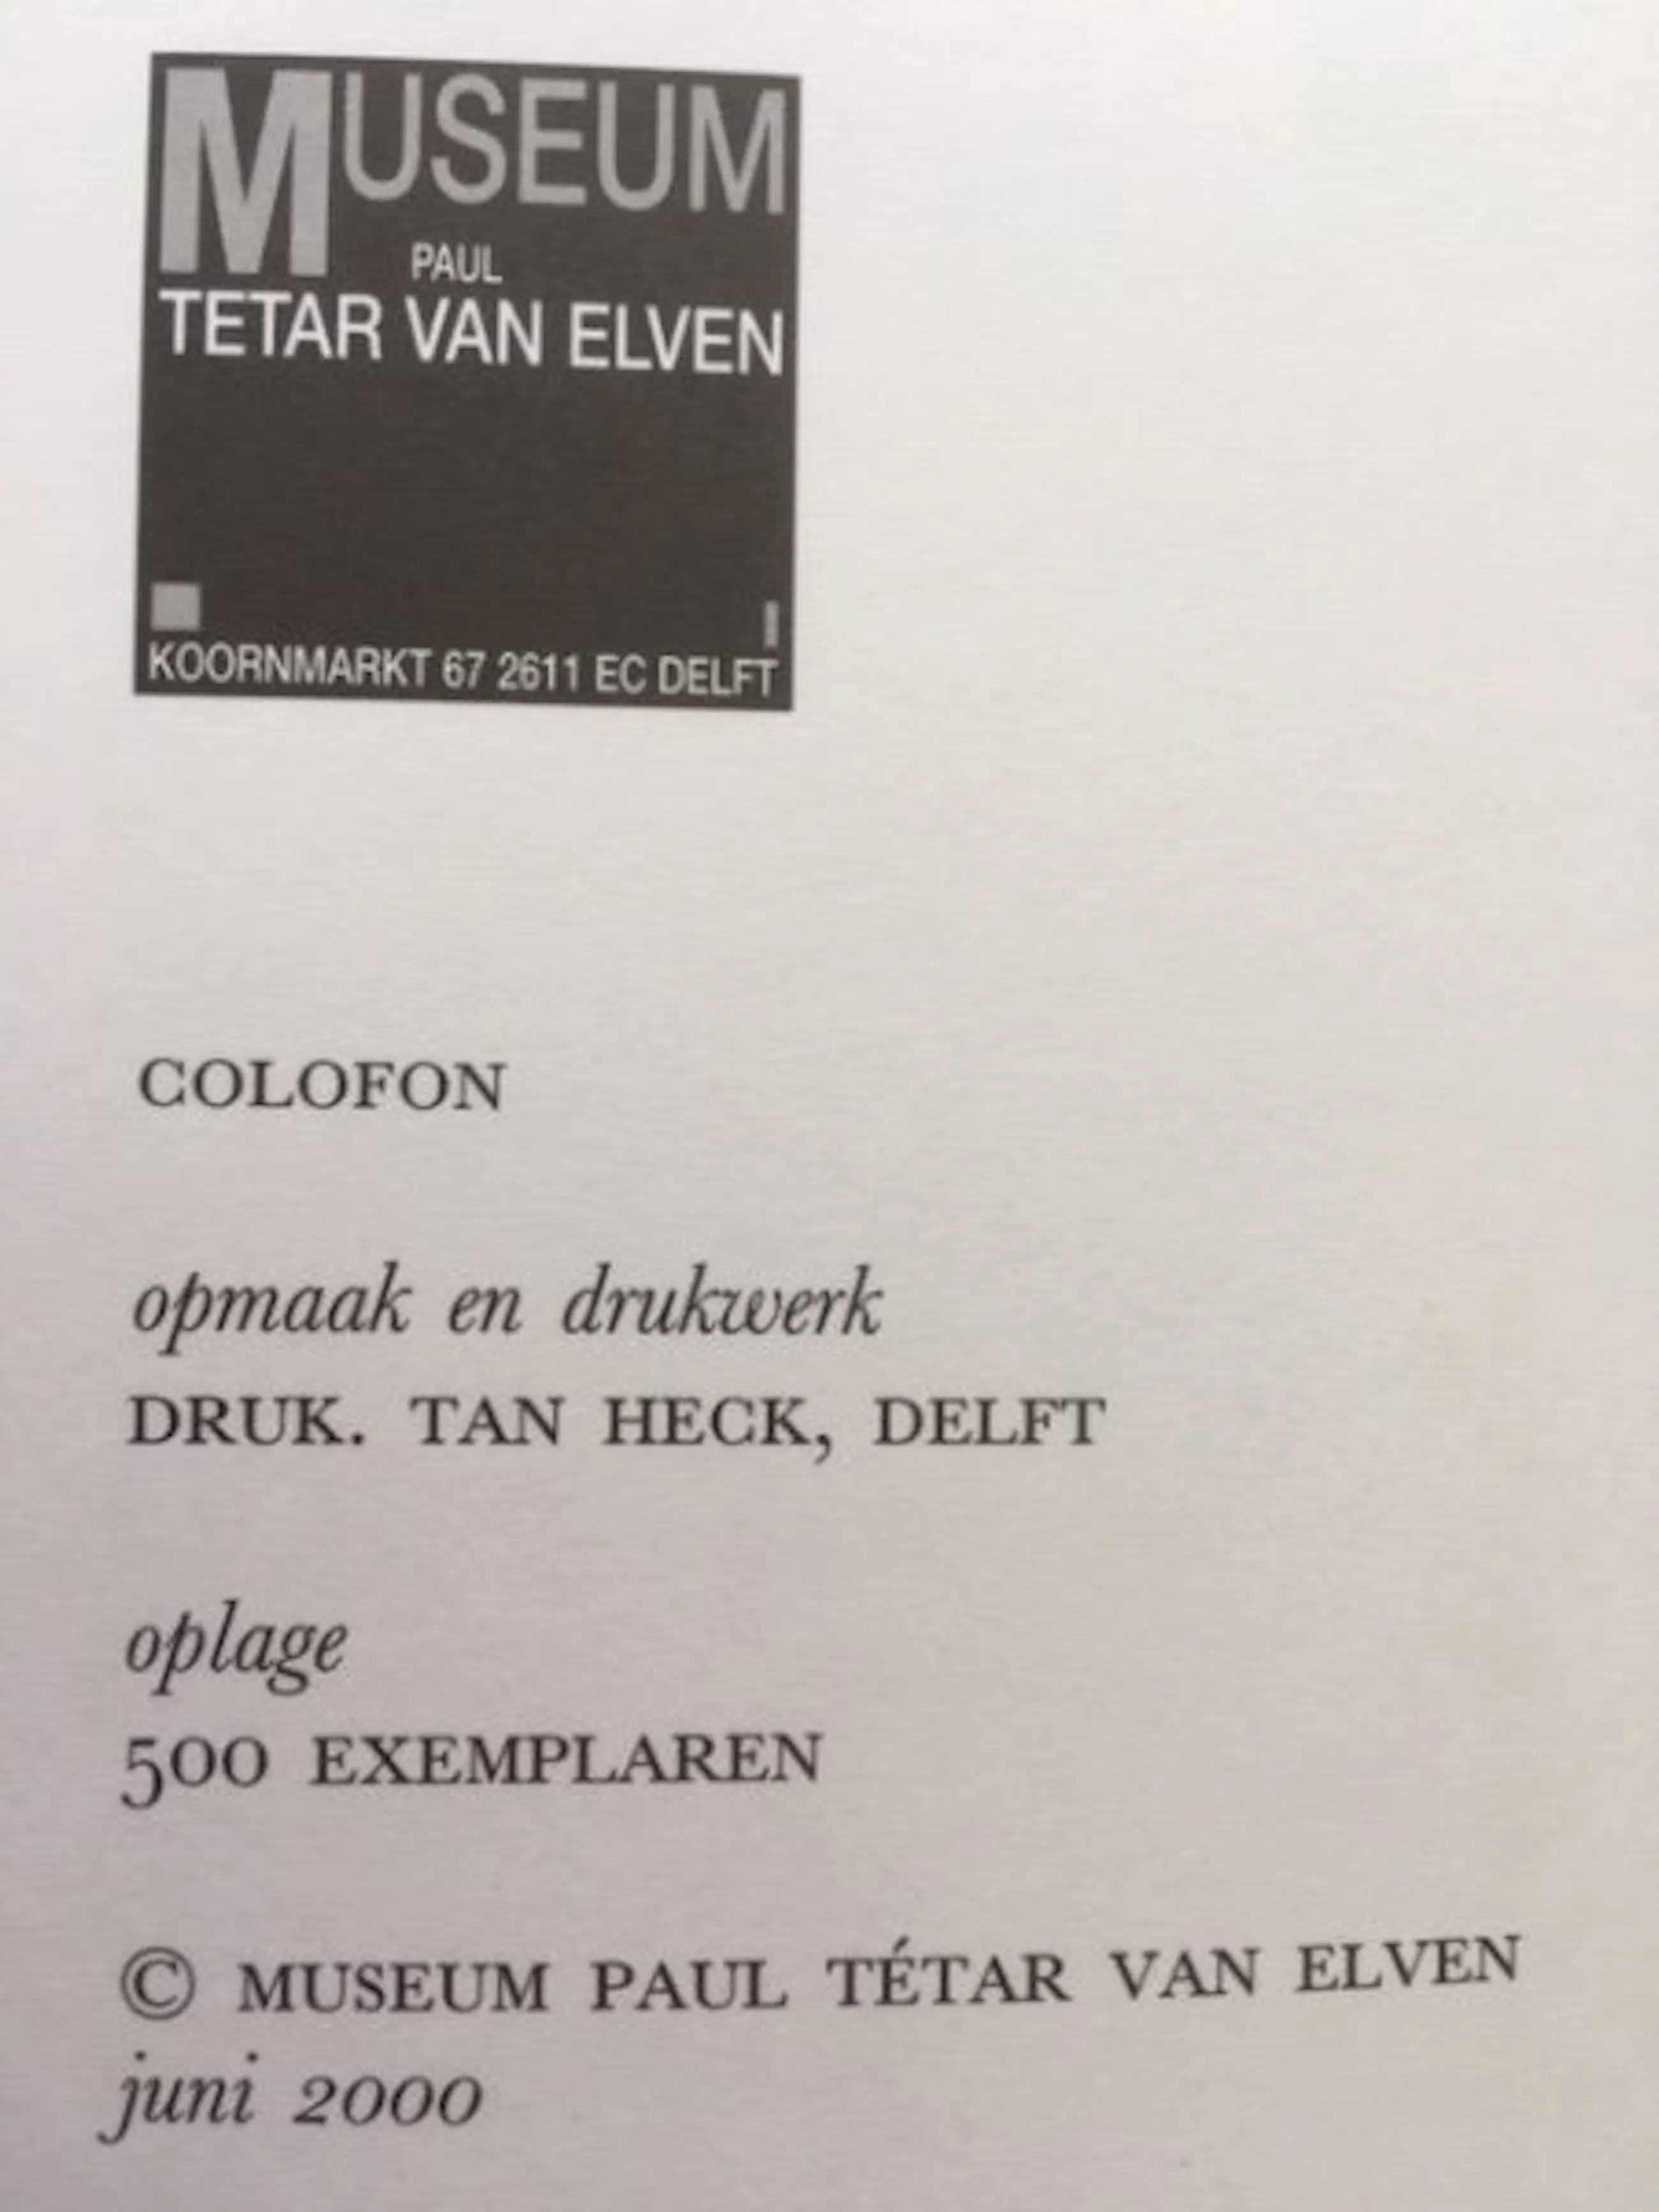 MUSEUM
PAUL
TETAR VAN ELVEN
KOORNMARKT 67 2611 EC DELFT
COLOFON
opmaak en drukwerk
DRUK. TAN HECK, DELFT
oplage
500 EXEMPLAREN
© MUSEUM PAUL TÉTAR VAN ELVEN
juni 2000